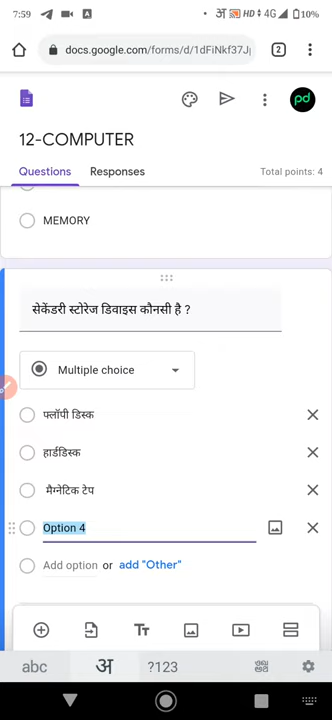 7:59
अ HD 4G 10%
docs.google.com/forms/d/1dFiNkf37J
2
pd
12-COMPUTER
Questions Responses Total points: 4
MEMORY
सेकेंडरी स्टोरेज डिवाइस कौनसी है ?
Multiple choice
फ्लॉपी डिस्क
हार्डडिस्क
मैग्नेटिक टेप
Option 4
Add option or add "Other"
Tт
abc अ ?123